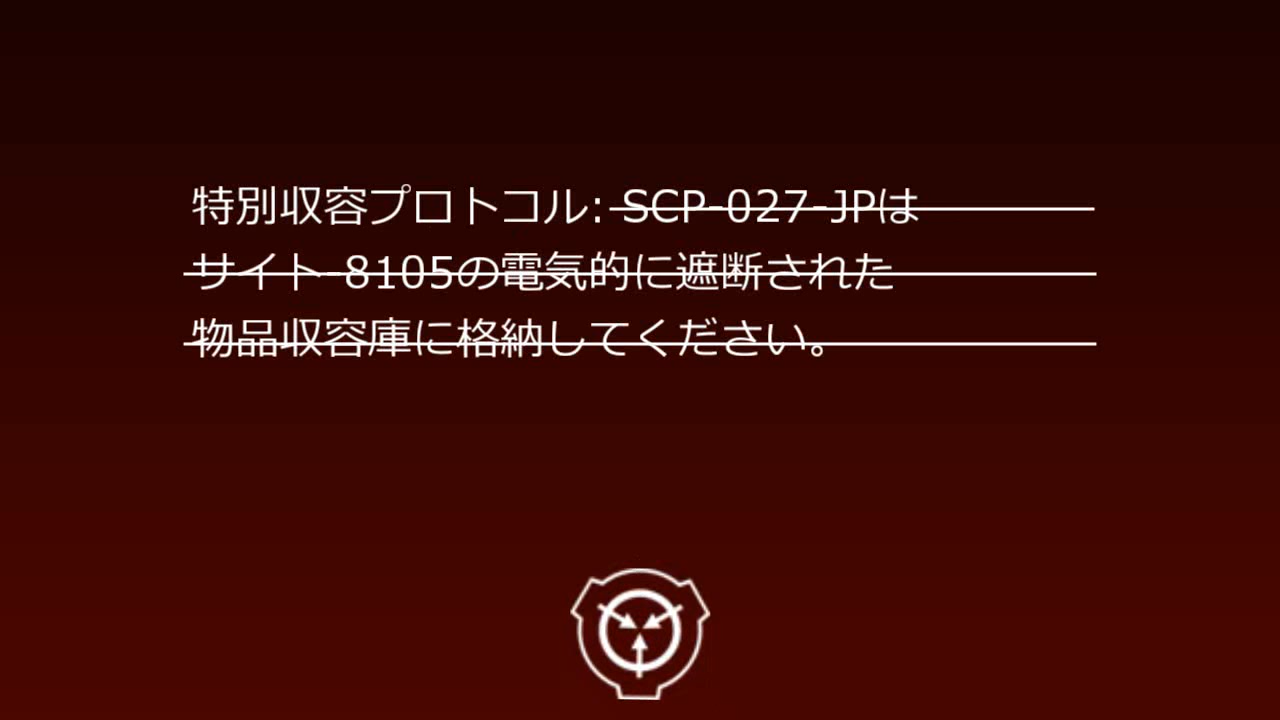 特別収容プロトコル: SCP-027-JPは
サイト-8105の電気的に遮断された
物品収容庫に格納してください。